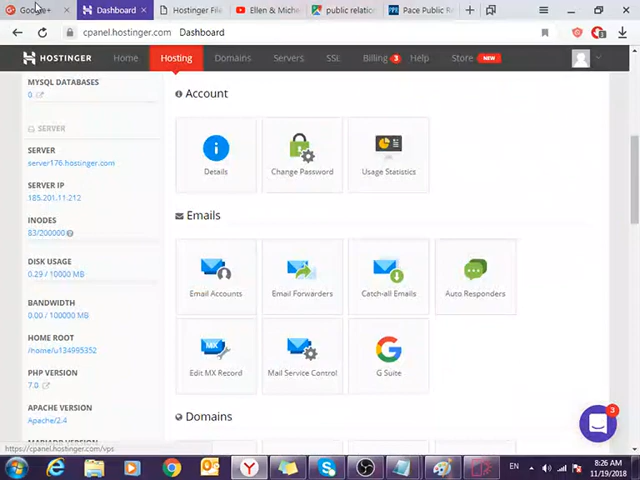 Google+
Dashboard
Hostinger File
Ellen & Miche
public relation
Pace Public R
cpanel.hostinger.com Dashboard
HOSTINGER
Home Hosting Domains Servers SSL Billing 3 Help Store NEW
MYSQL DATABASES
0
SERVER
SERVER
server176.hostinger.com
SERVER IP
185.201.11.212
INODES
83/200000
DISK USAGE
0.29 / 10000 MB
BANDWIDTH
0.00 / 100000 MB
HOME ROOT
/home/u134995352
PHP VERSION
7.0
APACHE VERSION
Apache/2.4
Account
Details
Change Password
Usage Statistics
Emails
Email Accounts
Email Forwarders
Catch-all Emails
Auto Responders
MX
Edit MX Record
Mail Service Control
G Suite
Domains
3
https://cpanel.hostinger.com/vps
EN
8:26 AM
11/19/2018